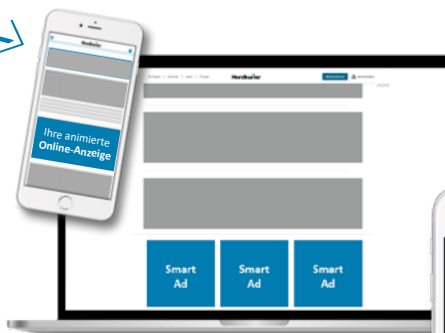 Nordkurier
Ihre animierte
Online-Anzeige
Nordkurier
Smart
Ad
Smart
Ad
Smart
Ad